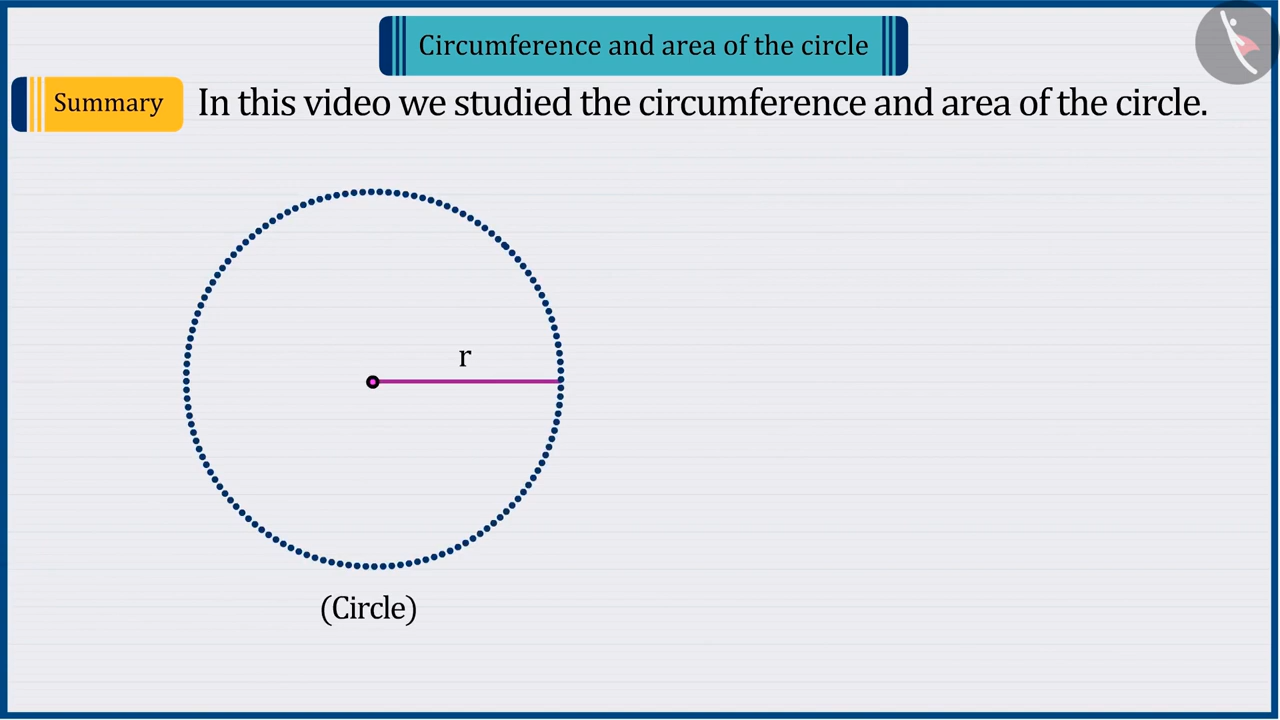 Circumference and area of the circle
Summary
In this video we studied the circumference and area of the circle.
r
(Circle)